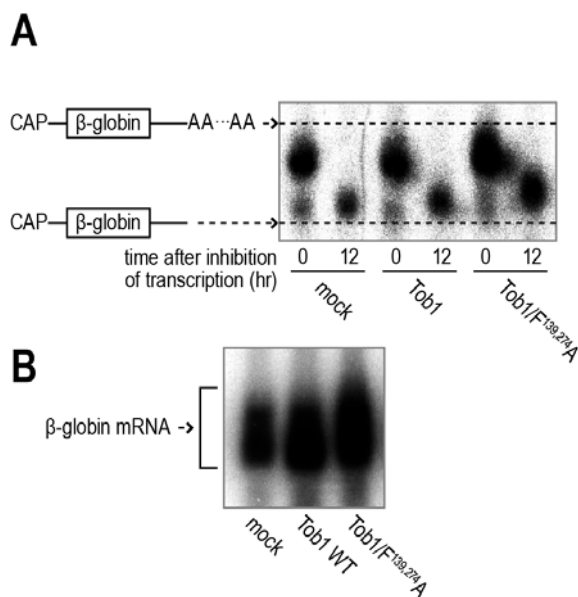 A
CAP β-globin AA···AA
CAP β-globin
time after inhibition
of transcription (hr)
0 12 0 12 0 12
mock Tob1 Tob1/F139,274A
B
β-globin mRNA
mock Tob1 WT Tob1/F139,274A